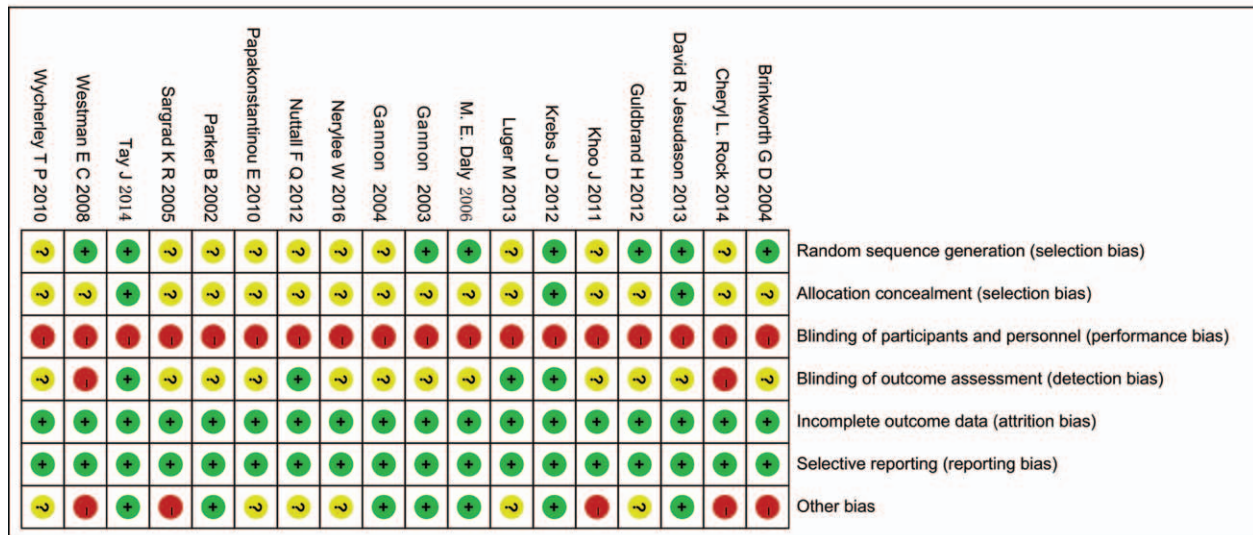 Wycherley T P 2010
Westman E C 2008
Tay J 2014
Sargrad K R 2005
Parker B 2002
Papakonstantinou E 2010
Nuttall F Q 2012
Nerylee W 2016
Gannon 2004
Gannon 2003
M. E. Daly 2006
Luger M 2013
Krebs J D 2012
Khoo J 2011
Guldbrand H 2012
David R Jesudason 2013
Cheryl L. Rock 2014
Brinkworth G D 2004
? + + ? ? ? ? ? ? + + ? + ? + + ? + Random sequence generation (selection bias)
? ? + ? ? ? ? ? ? ? ? ? + ? ? + ? ? Allocation concealment (selection bias)
– – – – – – – – – – – – – – – – – – Blinding of participants and personnel (performance bias)
? – + ? ? ? + ? ? ? ? + + ? ? ? – ? Blinding of outcome assessment (detection bias)
+ + + + + + + + + + + + + + + + + + Incomplete outcome data (attrition bias)
+ + + + + + + + + + + + + + + + + + Selective reporting (reporting bias)
? – + – + ? ? ? + + + ? + – ? + – – Other bias